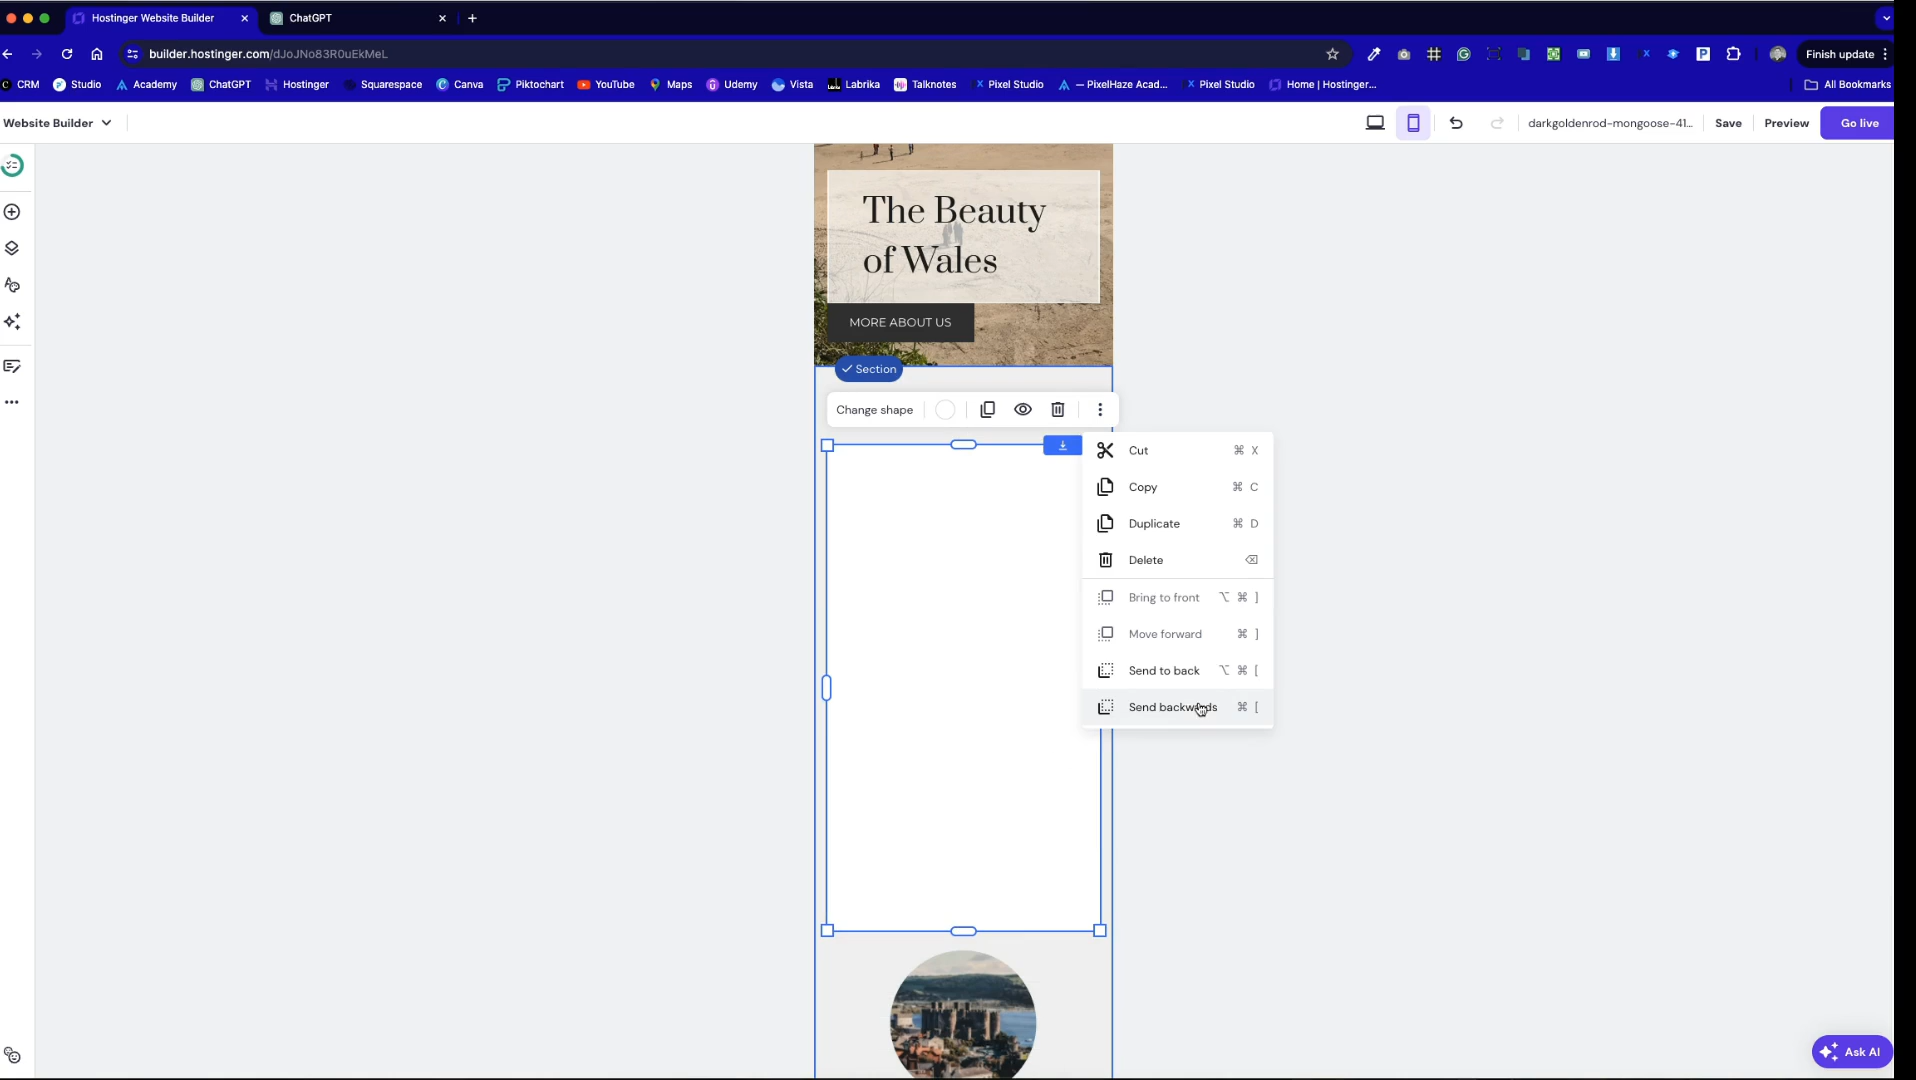 Hostinger Website Builder
ChatGPT
builder.hostinger.com/dJoJNo83R0uEkMeL
Finish update
CRM
Studio
Academy
ChatGPT
Hostinger
Squarespace
Canva
Piktochart
YouTube
Maps
Udemy
Vista
Labrika
Talknotes
Pixel Studio
— PixelHaze Acad...
Pixel Studio
Home | Hostinger...
All Bookmarks
Website Builder
darkgoldenrod-mongoose-41...
Save
Preview
Go live
The Beauty
of Wales
MORE ABOUT US
Section
Change shape
Cut ⌘ X
Copy ⌘ C
Duplicate ⌘ D
Delete ⌫
Bring to front ⌥ ⌘ ]
Move forward ⌘ ]
Send to back ⌥ ⌘ [
Send backwards ⌘ [
Ask AI